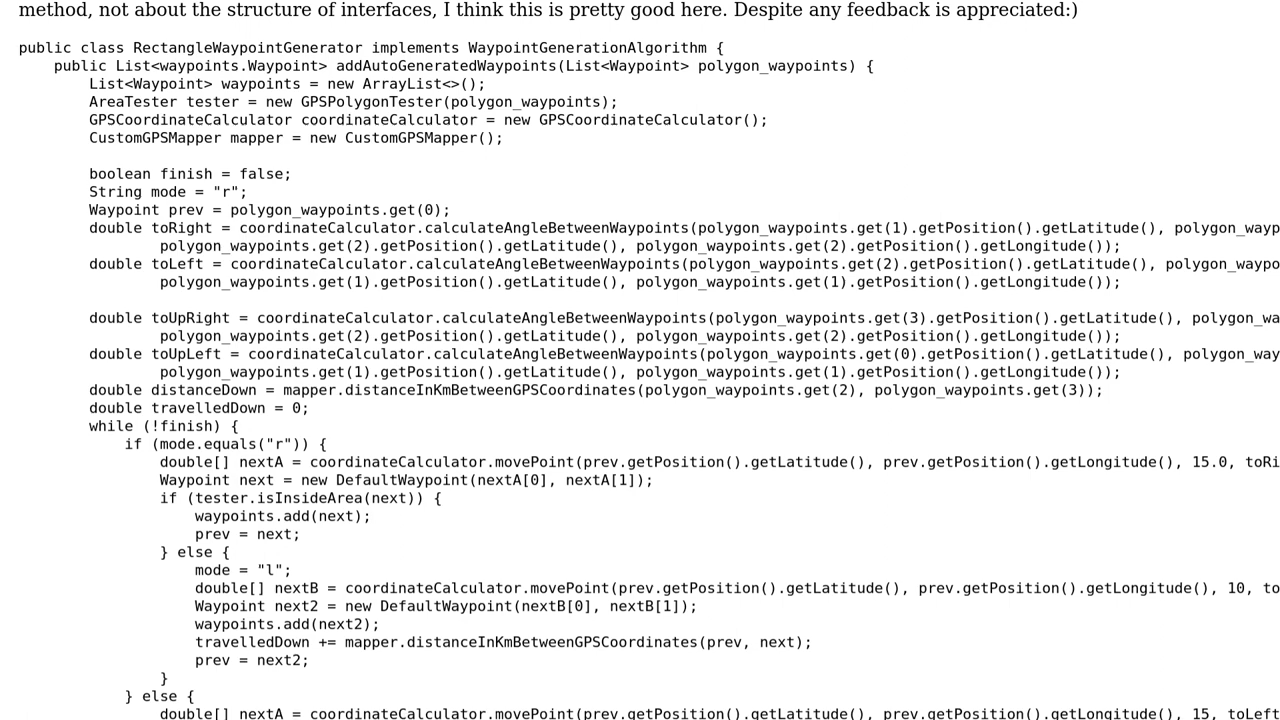 method, not about the structure of interfaces, I think this is pretty good here. Despite any feedback is appreciated:)
public class RectangleWaypointGenerator implements WaypointGenerationAlgorithm {
public List<waypoints.Waypoint> addAutoGeneratedWaypoints(List<Waypoint> polygon_waypoints) {
List<Waypoint> waypoints = new ArrayList<>();
AreaTester tester = new GPSPolygonTester(polygon_waypoints);
GPSCoordinateCalculator coordinateCalculator = new GPSCoordinateCalculator();
CustomGPSMapper mapper = new CustomGPSMapper();
boolean finish = false;
String mode = "r";
Waypoint prev = polygon_waypoints.get(0);
double toRight = coordinateCalculator.calculateAngleBetweenWaypoints(polygon_waypoints.get(1).getPosition().getLatitude(), polygon_wayp
polygon_waypoints.get(2).getPosition().getLatitude(), polygon_waypoints.get(2).getPosition().getLongitude());
double toLeft = coordinateCalculator.calculateAngleBetweenWaypoints(polygon_waypoints.get(2).getPosition().getLatitude(), polygon_waypo
polygon_waypoints.get(1).getPosition().getLatitude(), polygon_waypoints.get(1).getPosition().getLongitude());
double toUpRight = coordinateCalculator.calculateAngleBetweenWaypoints(polygon_waypoints.get(3).getPosition().getLatitude(), polygon_wa
polygon_waypoints.get(2).getPosition().getLatitude(), polygon_waypoints.get(2).getPosition().getLongitude());
double toUpLeft = coordinateCalculator.calculateAngleBetweenWaypoints(polygon_waypoints.get(0).getPosition().getLatitude(), polygon_way
polygon_waypoints.get(1).getPosition().getLatitude(), polygon_waypoints.get(1).getPosition().getLongitude());
double distanceDown = mapper.distanceInKmBetweenGPSCoordinates(polygon_waypoints.get(2), polygon_waypoints.get(3));
double travelledDown = 0;
while (!finish) {
if (mode.equals("r")) {
double[] nextA = coordinateCalculator.movePoint(prev.getPosition().getLatitude(), prev.getPosition().getLongitude(), 15.0, toRi
Waypoint next = new DefaultWaypoint(nextA[0], nextA[1]);
if (tester.isInsideArea(next)) {
waypoints.add(next);
prev = next;
} else {
mode = "l";
double[] nextB = coordinateCalculator.movePoint(prev.getPosition().getLatitude(), prev.getPosition().getLongitude(), 10, to
Waypoint next2 = new DefaultWaypoint(nextB[0], nextB[1]);
waypoints.add(next2);
travelledDown += mapper.distanceInKmBetweenGPSCoordinates(prev, next);
prev = next2;
}
} else {
double[] nextA = coordinateCalculator.movePoint(prev.getPosition().getLatitude(), prev.getPosition().getLongitude(), 15, toLeft